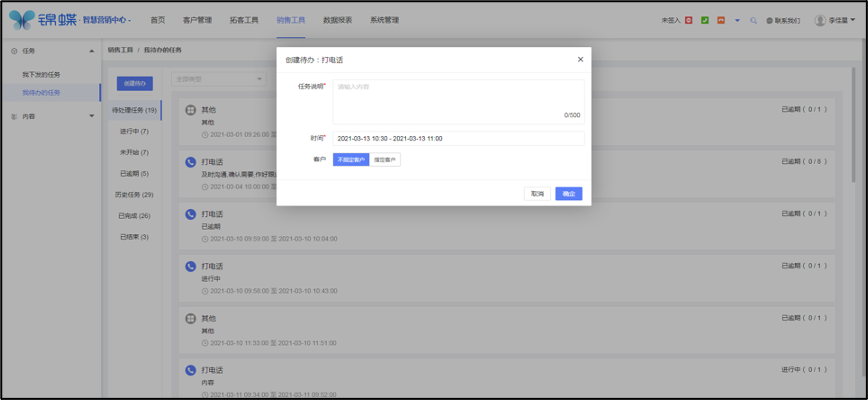 锦蝶 · 智慧营销中心 · 首页 客户管理 拓客工具 销售工具 数据报表 系统管理 未签入 联系我们 李佳星
任务
我下发的任务
我待办的任务
内容
销售工具 / 我待办的任务
创建待办
全部类型
待处理任务 (19)
进行中 (7)
未开始 (7)
已逾期 (5)
历史任务 (29)
已完成 (26)
已结束 (3)
创建待办：打电话 ×
任务说明*
请输入内容
0/500
时间*
2021-03-13 10:30 - 2021-03-13 11:00
客户
不限定客户 限定客户
取消 确定
其他 已逾期 ( 0 / 1 )
其他
2021-03-01 09:26:00 至
打电话 已逾期 ( 0 / 8 )
及时沟通,确认需要,作好跟
2021-03-04 10:00:00 至
打电话 已逾期 ( 0 / 1 )
已逾期
2021-03-10 09:59:00 至 2021-03-10 10:04:00
打电话 已逾期 ( 0 / 1 )
进行中
2021-03-10 09:56:00 至 2021-03-10 10:43:00
其他 已逾期 ( 0 / 1 )
其他
2021-03-10 11:33:00 至 2021-03-10 11:51:00
打电话 进行中 ( 0 / 1 )
内容
2021-03-11 09:34:00 至 2021-03-11 09:52:00